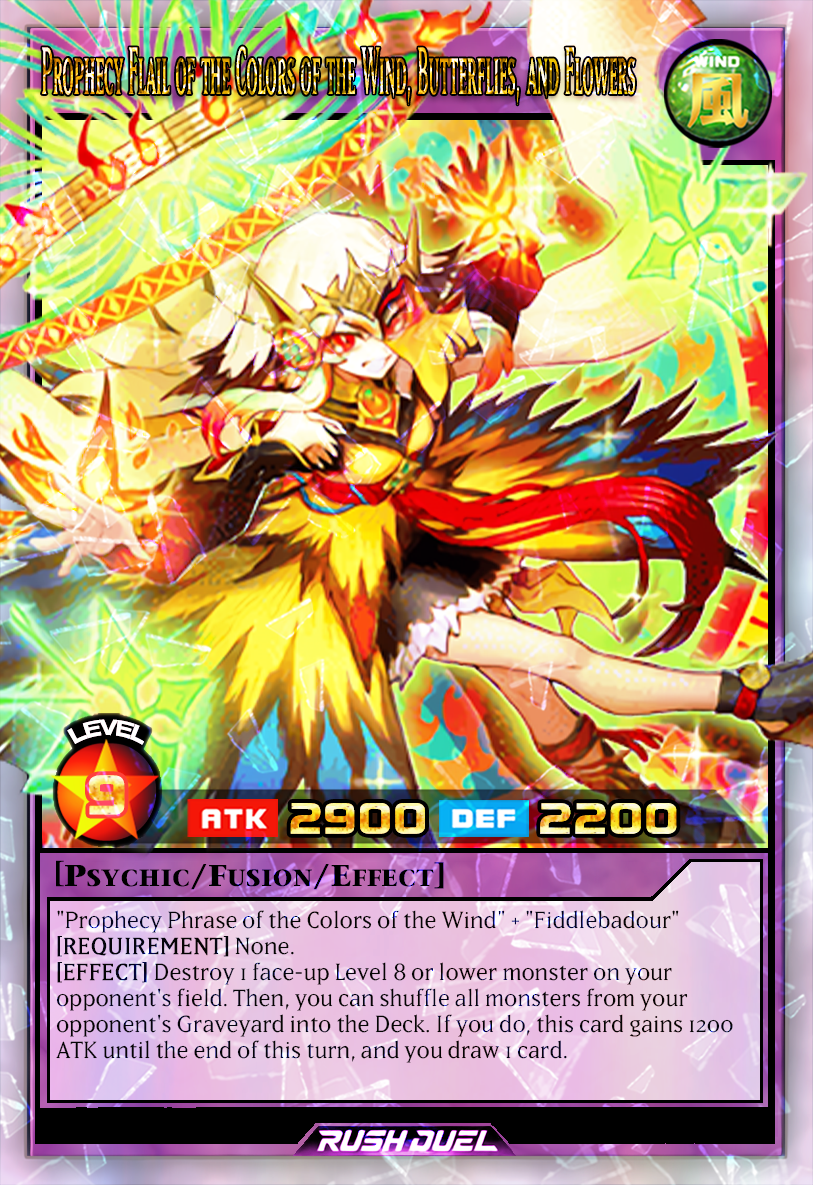 Prophecy Flail of the Colors of the Wind, Butterflies, and Flowers
WIND
風
LEVEL
9
ATK 2900 DEF 2200
[Psychic/Fusion/Effect]
"Prophecy Phrase of the Colors of the Wind" + "Fiddlebadour"
[REQUIREMENT] None.
[EFFECT] Destroy 1 face-up Level 8 or lower monster on your
opponent's field. Then, you can shuffle all monsters from your
opponent's Graveyard into the Deck. If you do, this card gains 1200
ATK until the end of this turn, and you draw 1 card.
RUSH DUEL